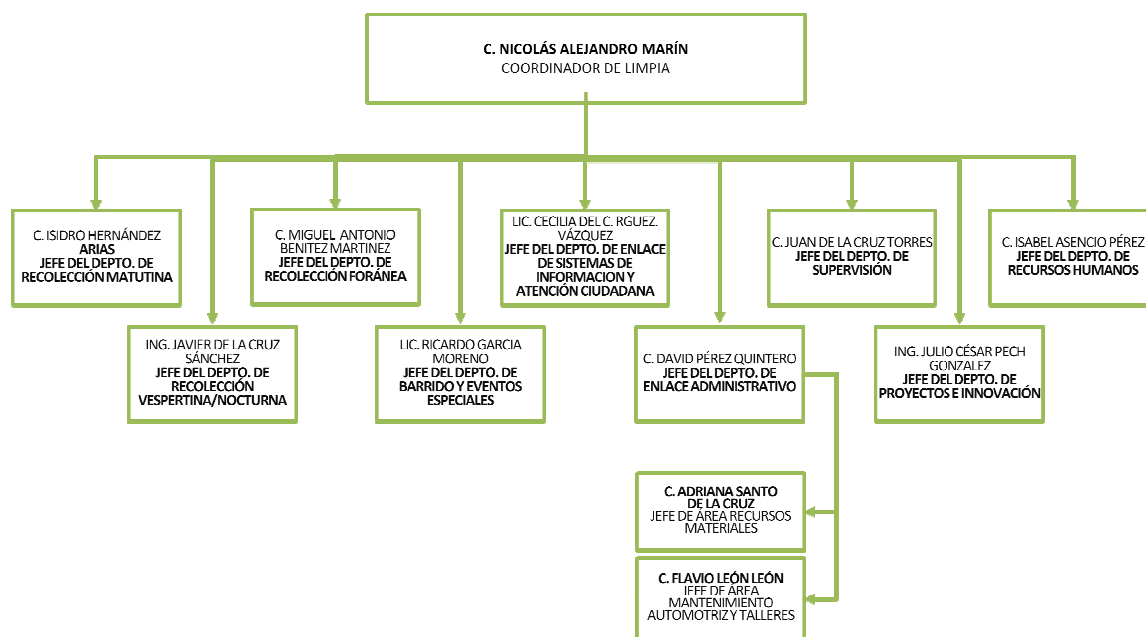 C. NICOLÁS ALEJANDRO MARÍN
COORDINADOR DE LIMPIA
C. ISIDRO HERNÁNDEZ
ARIAS
JEFE DEL DEPTO. DE
RECOLECCIÓN MATUTINA
C. MIGUEL ANTONIO
BENITEZ MARTINEZ
JEFE DEL DEPTO. DE
RECOLECCIÓN FORÁNEA
LIC. CECILIA DEL C. RGUEZ.
VÁZQUEZ
JEFE DEL DEPTO. DE ENLACE
DE SISTEMAS DE
INFORMACION Y
ATENCIÓN CIUDADANA
C. JUAN DE LA CRUZ TORRES
JEFE DEL DEPTO. DE
SUPERVISIÓN
C. ISABEL ASENCIO PÉREZ
JEFE DEL DEPTO. DE
RECURSOS HUMANOS
ING. JAVIER DE LA CRUZ
SÁNCHEZ
JEFE DEL DEPTO. DE
RECOLECCIÓN
VESPERTINA/NOCTURNA
LIC. RICARDO GARCIA
MORENO
JEFE DEL DEPTO. DE
BARRIDO Y EVENTOS
ESPECIALES
C. DAVID PÉREZ QUINTERO
JEFE DEL DEPTO. DE
ENLACE ADMINISTRATIVO
ING. JULIO CÉSAR PECH
GONZALEZ
JEFE DEL DEPTO. DE
PROYECTOS E INNOVACIÓN
C. ADRIANA SANTO
DE LA CRUZ
JEFE DE ÁREA RECURSOS
MATERIALES
C. FLAVIO LEÓN LEÓN
JEFE DE ÁREA
MANTENIMIENTO
AUTOMOTRIZ Y TALLERES